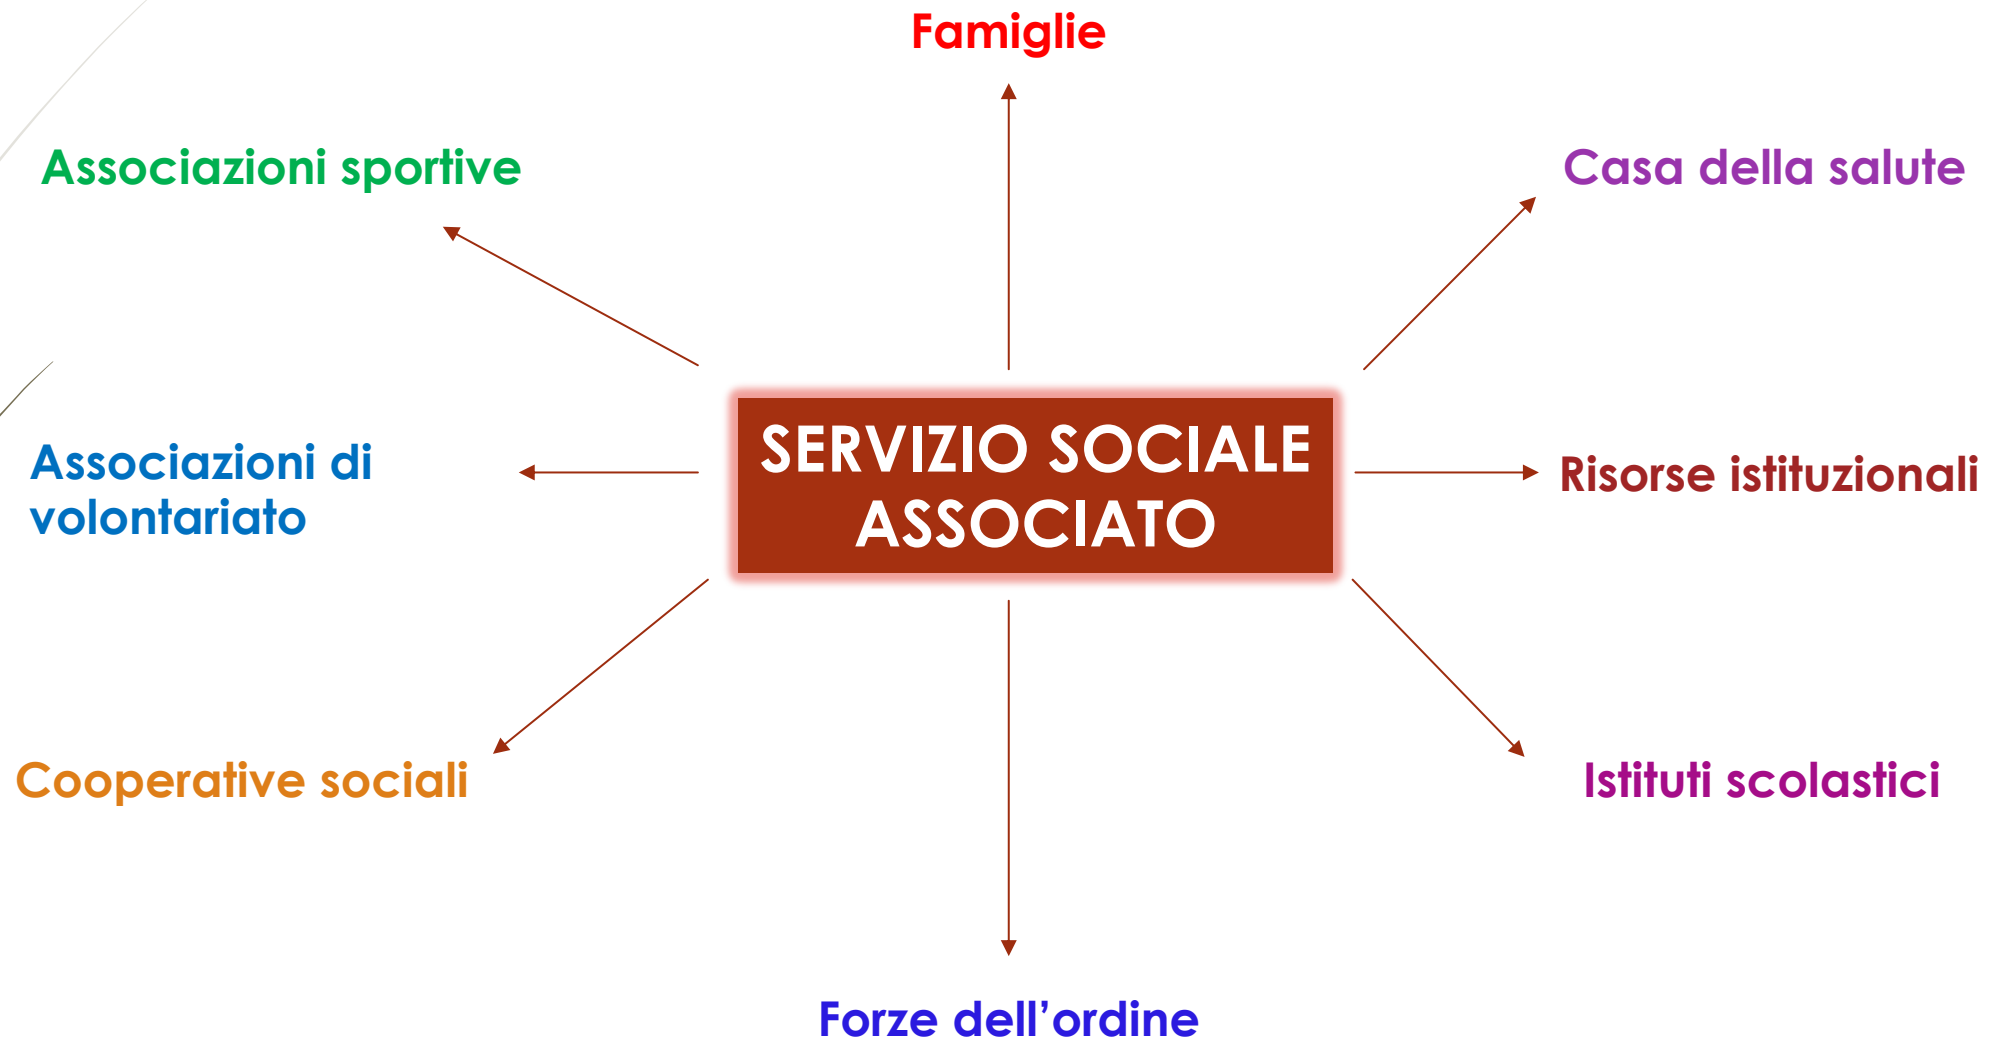 Famiglie
Associazioni sportive
Casa della salute
SERVIZIO SOCIALE
ASSOCIATO
Associazioni di
volontariato
Risorse istituzionali
Cooperative sociali
Istituti scolastici
Forze dell’ordine